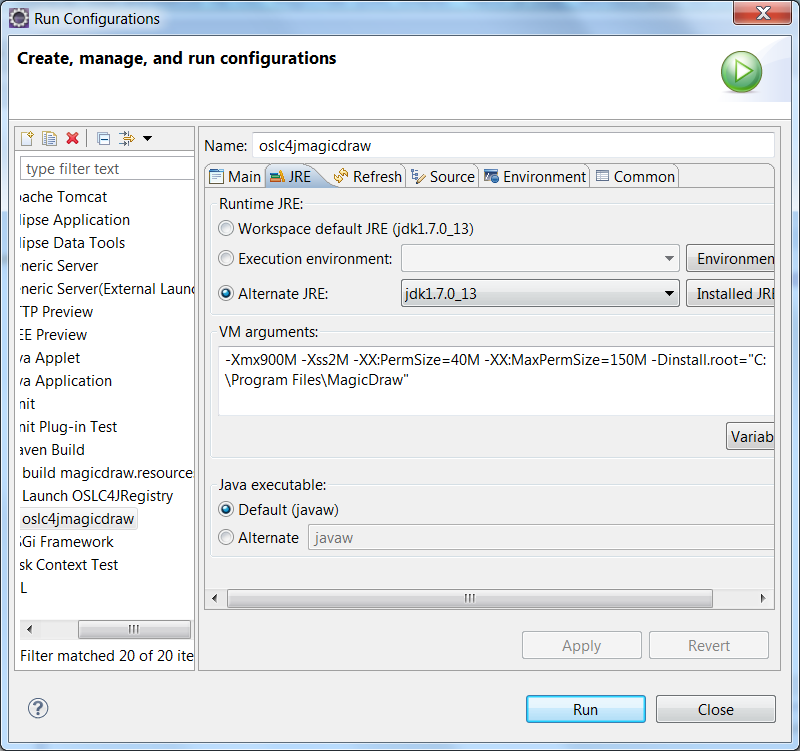 Run Configurations
Create, manage, and run configurations
type filter text
ache Tomcat
lipse Application
lipse Data Tools
neric Server
neric Server(External Laun
TP Preview
EE Preview
va Applet
va Application
nit
nit Plug-in Test
aven Build
build magicdraw.resource
Launch OSLC4JRegistry
oslc4jmagicdraw
Gi Framework
sk Context Test
L
Filter matched 20 of 20 ite
Name: oslc4jmagicdraw
Main JRE Refresh Source Environment Common
Runtime JRE:
Workspace default JRE (jdk1.7.0_13)
Execution environment: Environmen
Alternate JRE: jdk1.7.0_13 Installed JRE
VM arguments:
-Xmx900M -Xss2M -XX:PermSize=40M -XX:MaxPermSize=150M -Dinstall.root="C:
\Program Files\MagicDraw"
Variab
Java executable:
Default (javaw)
Alternate javaw
Apply Revert
? Run Close